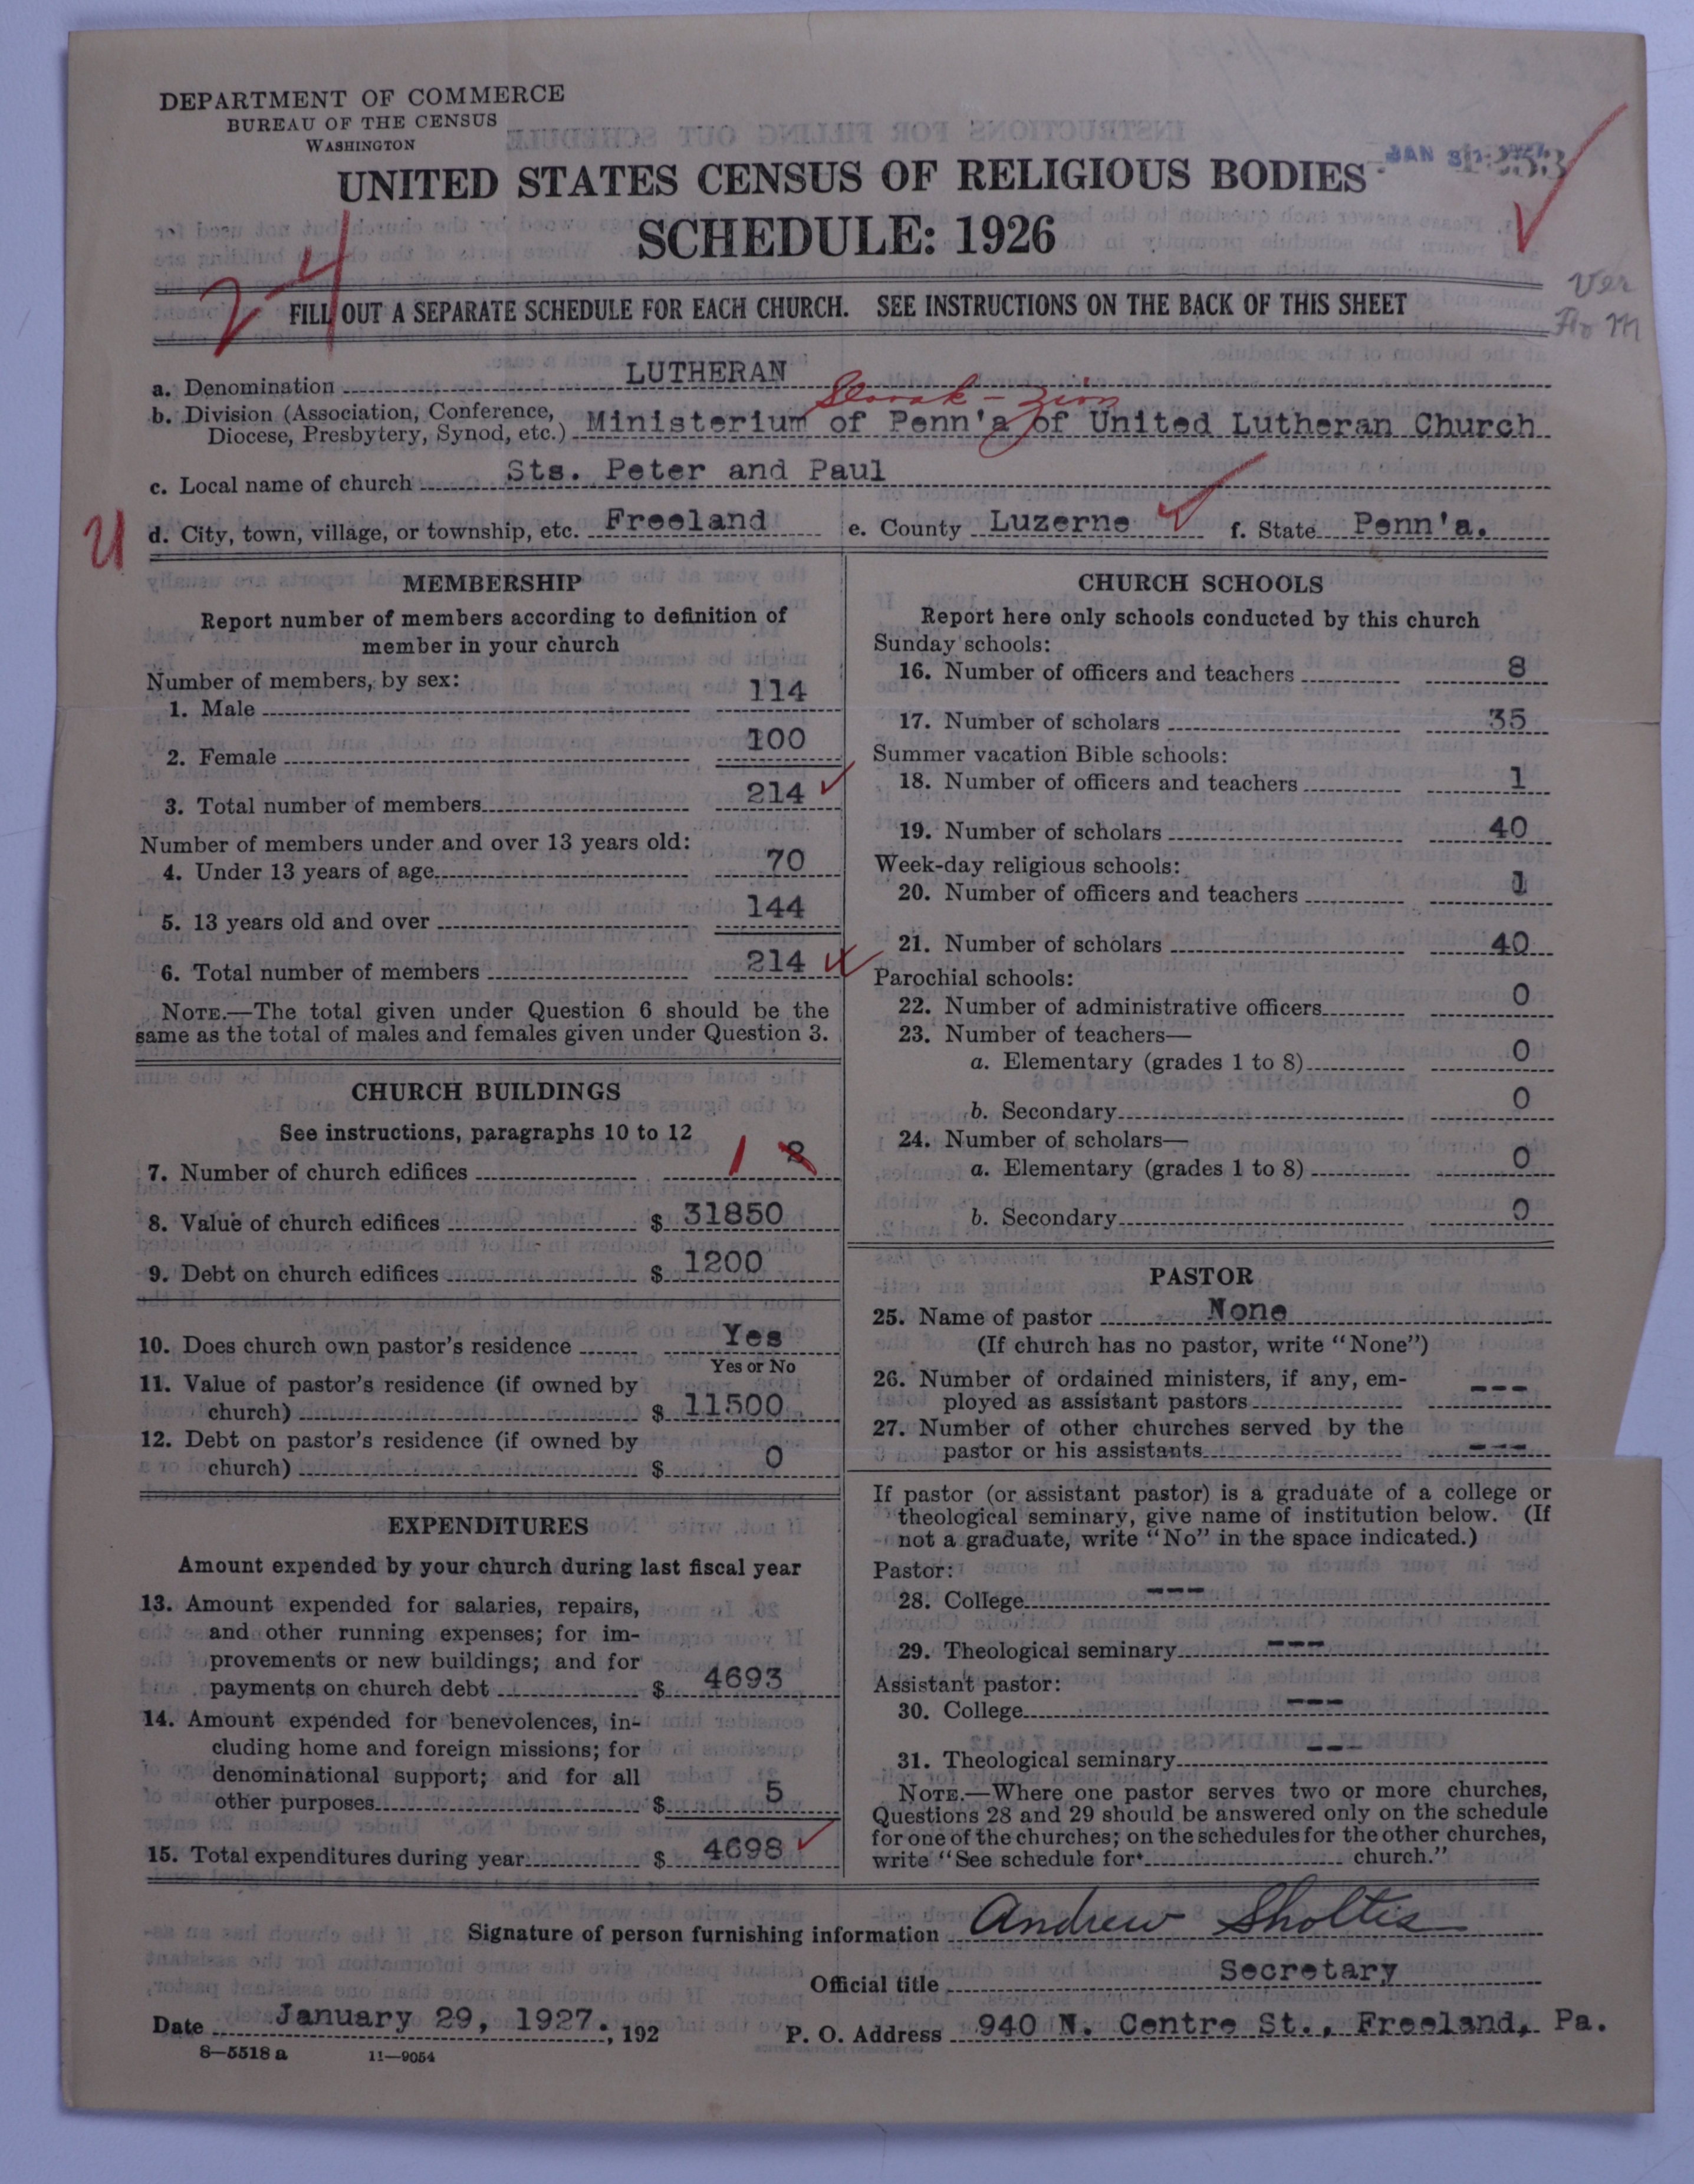 DEPARTMENT OF COMMERCE
BUREAU OF THE CENSUS
WASHINGTON
UNITED STATES CENSUS OF RELIGIOUS BODIES
SCHEDULE: 1926
24
FILL OUT A SEPARATE SCHEDULE FOR EACH CHURCH. SEE INSTRUCTIONS ON THE BACK OF THIS SHEET
a. Denomination LUTHERAN
Slovak - Zion
b. Division (Association, Conference, Diocese, Presbytery, Synod, etc.) Ministerium of Penn'a of United Lutheran Church
c. Local name of church Sts. Peter and Paul
d. City, town, village, or township, etc. Freeland e. County Luzerne f. State Penn'a.
MEMBERSHIP
Report number of members according to definition of
member in your church
Number of members, by sex:
1. Male 114
2. Female 100
3. Total number of members 214
Number of members under and over 13 years old:
4. Under 13 years of age 70
5. 13 years old and over 144
6. Total number of members 214
NOTE.—The total given under Question 6 should be the
same as the total of males and females given under Question 3.
CHURCH BUILDINGS
See instructions, paragraphs 10 to 12
7. Number of church edifices 1
8. Value of church edifices $ 31850
9. Debt on church edifices $ 1200
10. Does church own pastor's residence Yes
Yes or No
11. Value of pastor's residence (if owned by
church) $ 11500
12. Debt on pastor's residence (if owned by
church) $ 0
EXPENDITURES
Amount expended by your church during last fiscal year
13. Amount expended for salaries, repairs,
and other running expenses; for im-
provements or new buildings; and for
payments on church debt $ 4693
14. Amount expended for benevolences, in-
cluding home and foreign missions; for
denominational support; and for all
other purposes $ 5
15. Total expenditures during year $ 4698
CHURCH SCHOOLS
Report here only schools conducted by this church
Sunday schools:
16. Number of officers and teachers 8
17. Number of scholars 35
Summer vacation Bible schools:
18. Number of officers and teachers 1
19. Number of scholars 40
Week-day religious schools:
20. Number of officers and teachers 1
21. Number of scholars 40
Parochial schools:
22. Number of administrative officers 0
23. Number of teachers—
a. Elementary (grades 1 to 8) 0
b. Secondary 0
24. Number of scholars—
a. Elementary (grades 1 to 8) 0
b. Secondary 0
PASTOR
25. Name of pastor None
(If church has no pastor, write "None")
26. Number of ordained ministers, if any, em-
ployed as assistant pastors ---
27. Number of other churches served by the
pastor or his assistants ---
If pastor (or assistant pastor) is a graduate of a college or
theological seminary, give name of institution below. (If
not a graduate, write "No" in the space indicated.)
Pastor:
28. College ---
29. Theological seminary ---
Assistant pastor:
30. College ---
31. Theological seminary ---
NOTE.—Where one pastor serves two or more churches,
Questions 28 and 29 should be answered only on the schedule
for one of the churches; on the schedules for the other churches,
write "See schedule for church."
Signature of person furnishing information Andrew Sholtis
Official title Secretary
Date January 29, 1927. , 192 P. O. Address 940 N. Centre St., Freeland, Pa.
8—5518 a 11—9054